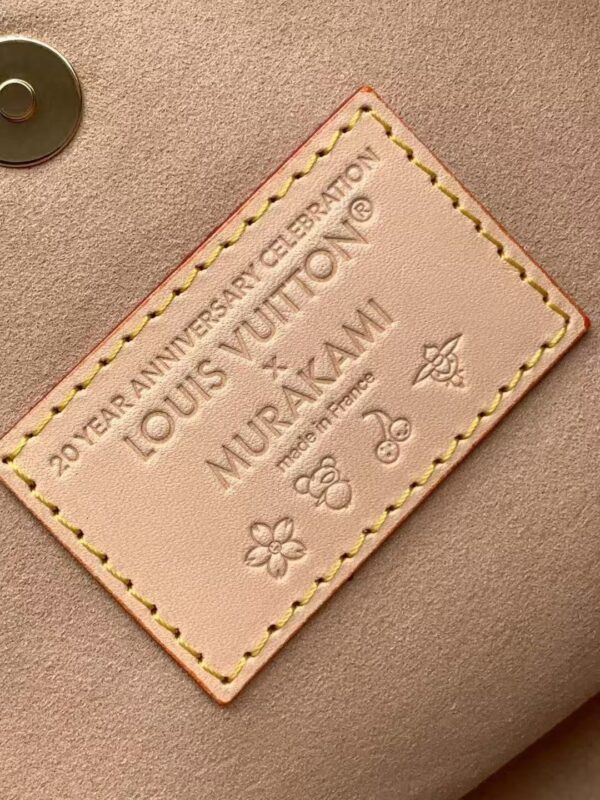 20 YEAR ANNIVERSARY CELEBRATION
LOUIS VUITTON®
×
MURAKAMI
made in France